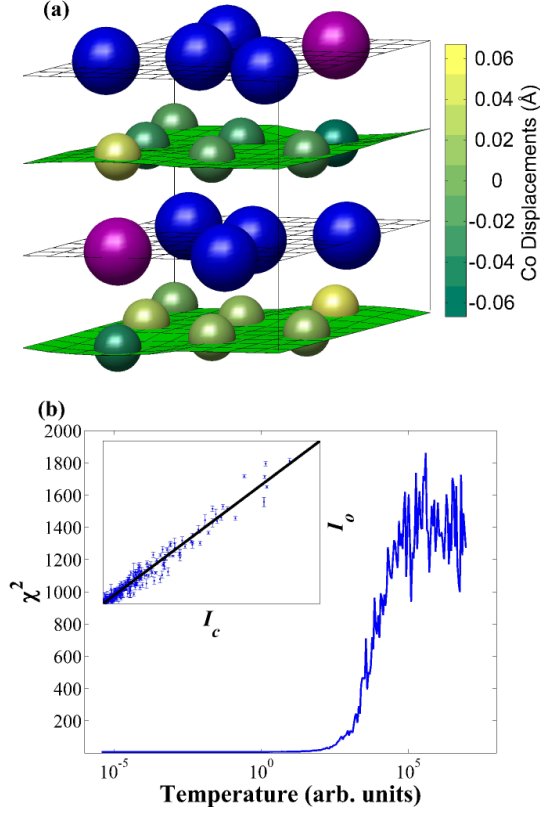 (a)
0.06
0.04
0.02
0
-0.02
-0.04
-0.06
Co Displacements (Å)
(b)
2000
1800
1600
1400
1200
1000
800
600
400
200
χ²
I_o
I_c
10⁻⁵
10⁰
10⁵
Temperature (arb. units)